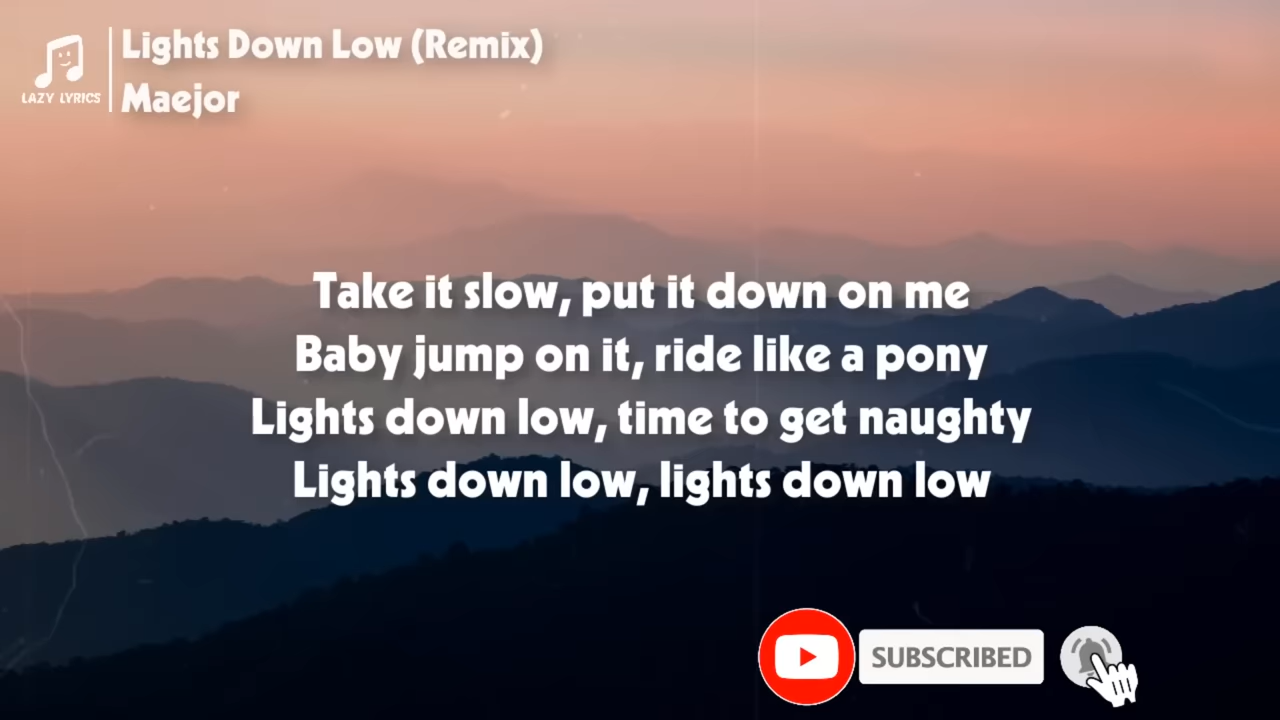 Lights Down Low (Remix)
LAZY LYRICS
Maejor
Take it slow, put it down on me
Baby jump on it, ride like a pony
Lights down low, time to get naughty
Lights down low, lights down low
SUBSCRIBED